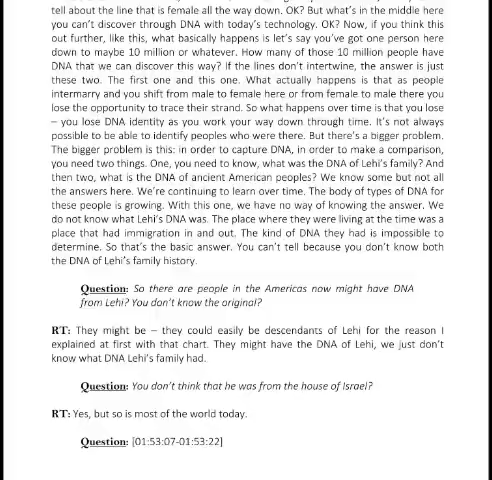 tell about the line that is female all the way down. OK? But what's in the middle here
you can't discover through DNA with today's technology. OK? Now, if you think this
out further, like this, what basically happens is let's say you've got one person here
down to maybe 10 million or whatever. How many of those 10 million people have
DNA that we can discover this way? If the lines don't intertwine, the answer is just
these two. The first one and this one. What actually happens is that as people
intermarry and you shift from male to female here or from female to male there you
lose the opportunity to trace their strand. So what happens over time is that you lose
– you lose DNA identity as you work your way down through time. It's not always
possible to be able to identify peoples who were there. But there's a bigger problem.
The bigger problem is this: in order to capture DNA, in order to make a comparison,
you need two things. One, you need to know, what was the DNA of Lehi's family? And
then two, what is the DNA of ancient American peoples? We know some but not all
the answers here. We're continuing to learn over time. The body of types of DNA for
these people is growing. With this one, we have no way of knowing the answer. We
do not know what Lehi's DNA was. The place where they were living at the time was a
place that had immigration in and out. The kind of DNA they had is impossible to
determine. So that's the basic answer. You can't tell because you don't know both
the DNA of Lehi's family history.
Question: So there are people in the Americas now might have DNA
from Lehi? You don't know the original?
RT: They might be – they could easily be descendants of Lehi for the reason I
explained at first with that chart. They might have the DNA of Lehi, we just don't
know what DNA Lehi's family had.
Question: You don't think that he was from the house of Israel?
RT: Yes, but so is most of the world today.
Question: [01:53:07-01:53:22]